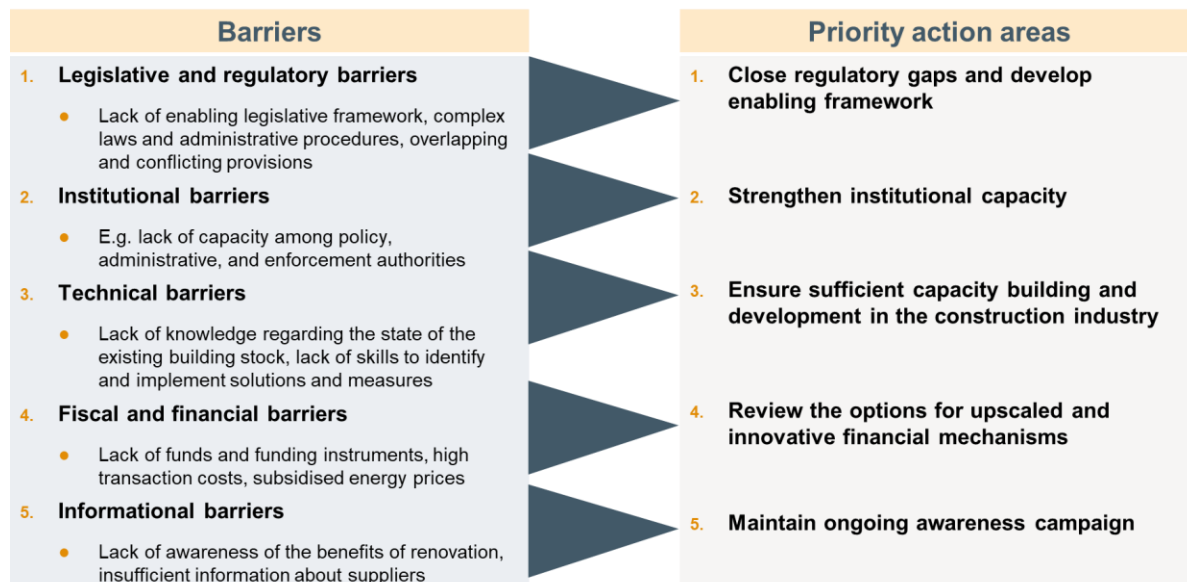 Barriers
1. Legislative and regulatory barriers
● Lack of enabling legislative framework, complex
laws and administrative procedures, overlapping
and conflicting provisions
2. Institutional barriers
● E.g. lack of capacity among policy,
administrative, and enforcement authorities
3. Technical barriers
● Lack of knowledge regarding the state of the
existing building stock, lack of skills to identify
and implement solutions and measures
4. Fiscal and financial barriers
● Lack of funds and funding instruments, high
transaction costs, subsidised energy prices
5. Informational barriers
● Lack of awareness of the benefits of renovation,
insufficient information about suppliers
Priority action areas
1. Close regulatory gaps and develop
enabling framework
2. Strengthen institutional capacity
3. Ensure sufficient capacity building and
development in the construction industry
4. Review the options for upscaled and
innovative financial mechanisms
5. Maintain ongoing awareness campaign